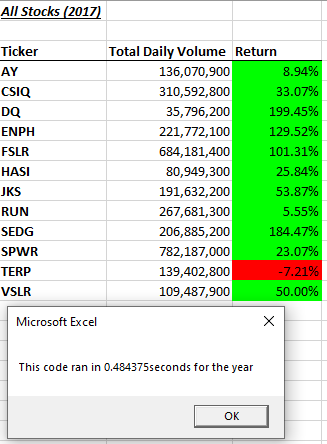 All Stocks (2017)
Ticker Total Daily Volume Return
AY 136,070,900 8.94%
CSIQ 310,592,800 33.07%
DQ 35,796,200 199.45%
ENPH 221,772,100 129.52%
FSLR 684,181,400 101.31%
HASI 80,949,300 25.84%
JKS 191,632,200 53.87%
RUN 267,681,300 5.55%
SEDG 206,885,200 184.47%
SPWR 782,187,000 23.07%
TERP 139,402,800 -7.21%
VSLR 109,487,900 50.00%
Microsoft Excel
This code ran in 0.484375seconds for the year
OK